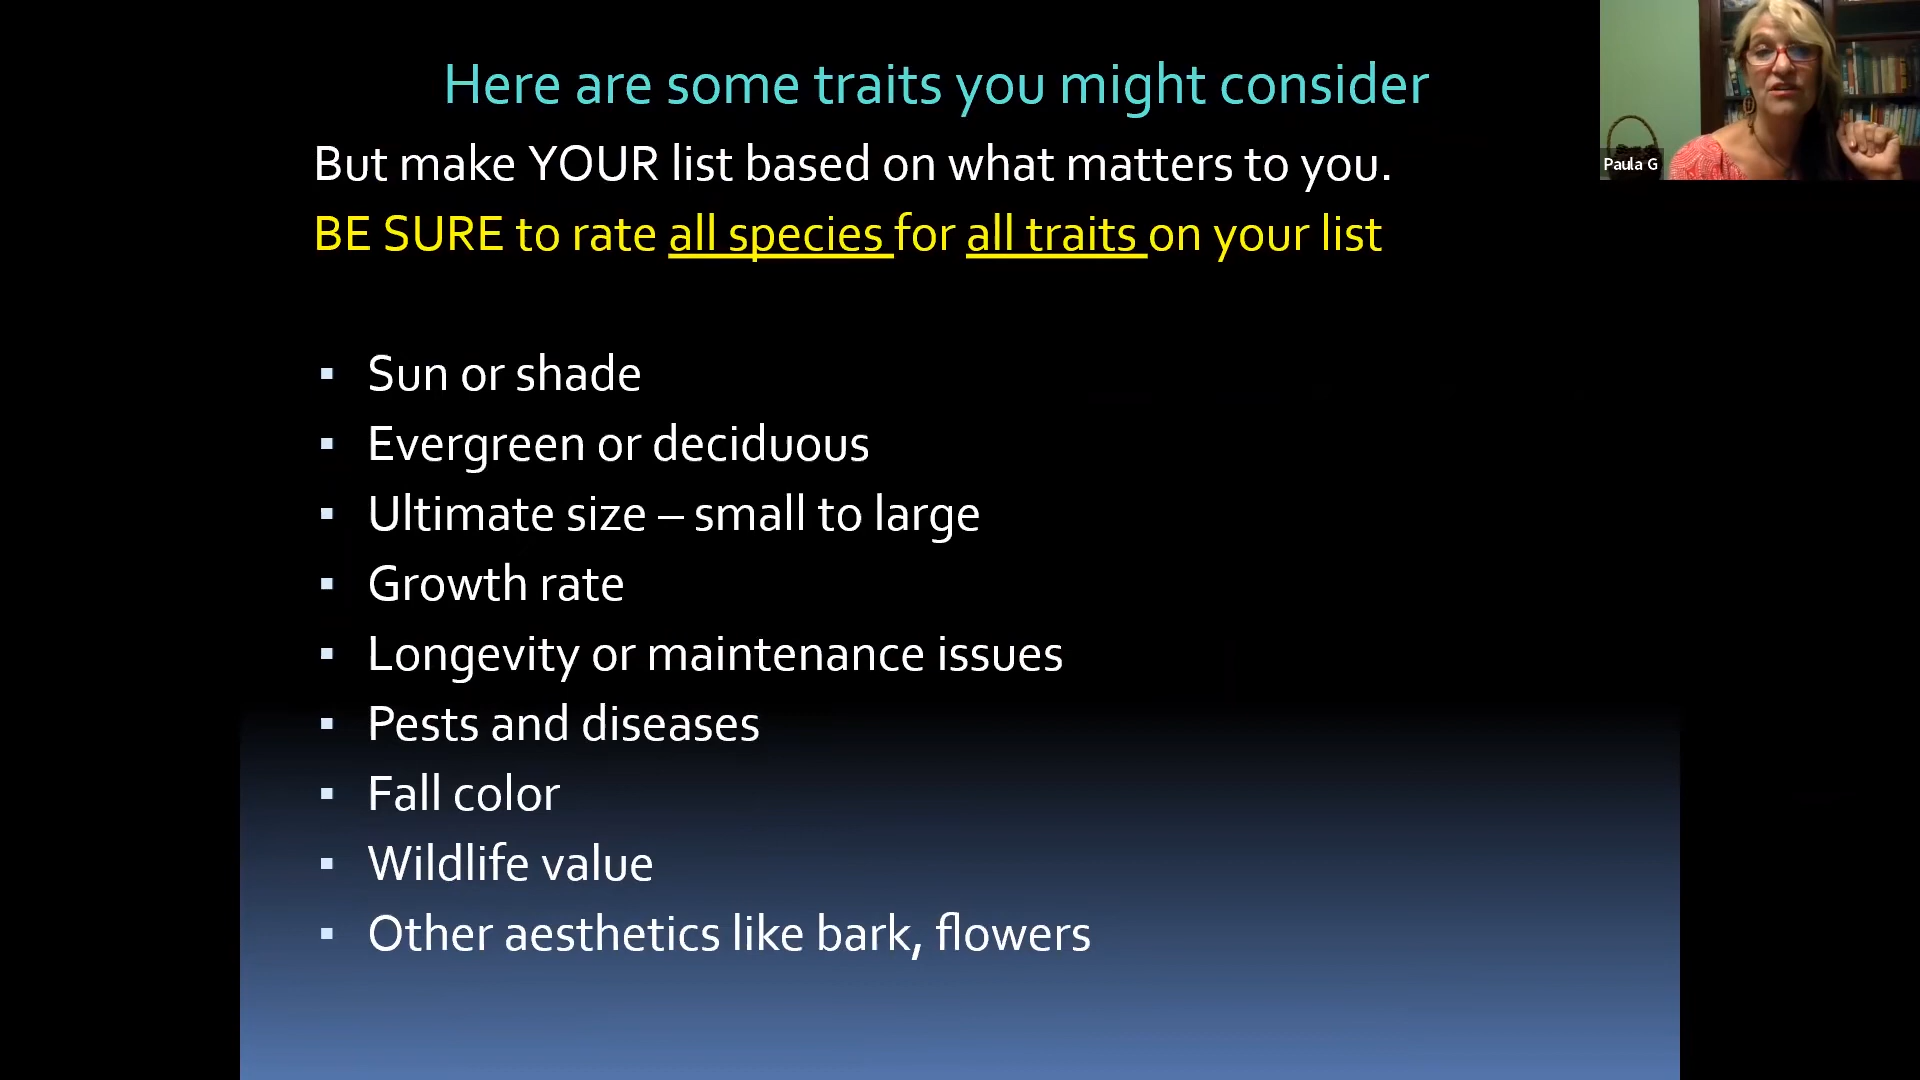 Here are some traits you might consider
But make YOUR list based on what matters to you.
BE SURE to rate all species for all traits on your list
▪ Sun or shade
▪ Evergreen or deciduous
▪ Ultimate size – small to large
▪ Growth rate
▪ Longevity or maintenance issues
▪ Pests and diseases
▪ Fall color
▪ Wildlife value
▪ Other aesthetics like bark, flowers
Paula G